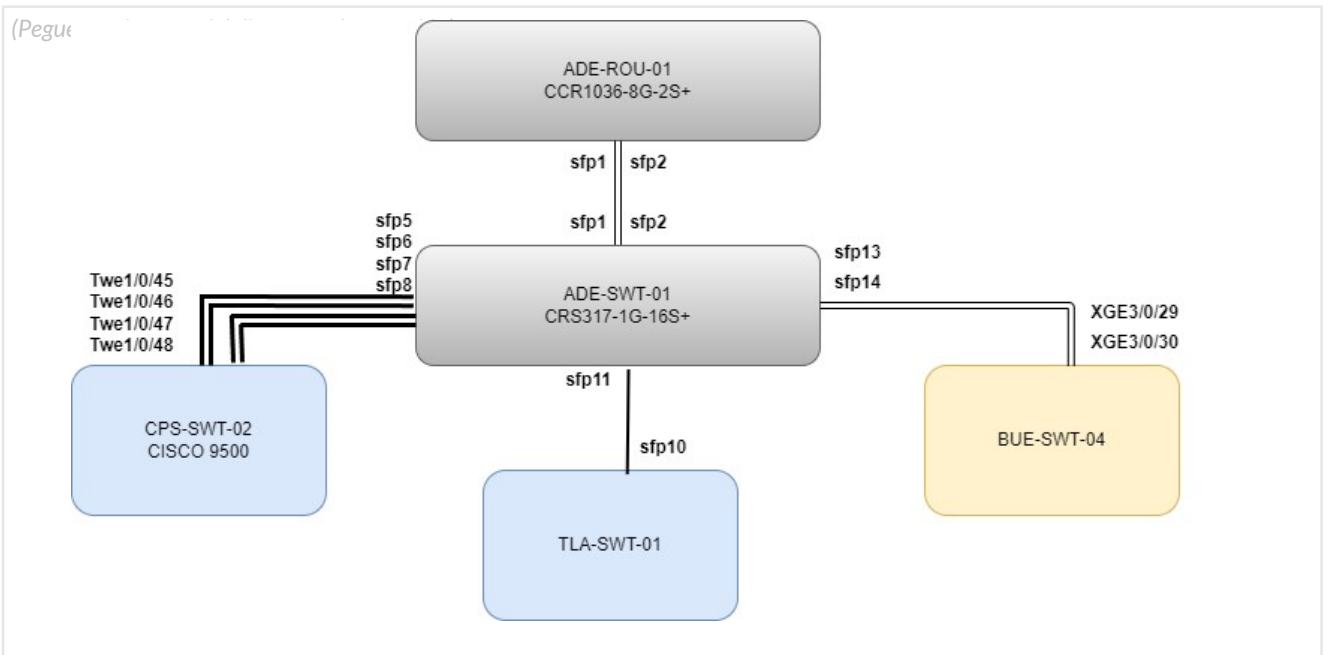 (Pegue
ADE-ROU-01
CCR1036-8G-2S+
sfp1 sfp2
sfp1 sfp2
sfp5
sfp6
sfp7
sfp8
Twe1/0/45
Twe1/0/46
Twe1/0/47
Twe1/0/48
ADE-SWT-01
CRS317-1G-16S+
sfp13
sfp14
XGE3/0/29
XGE3/0/30
sfp11
sfp10
CPS-SWT-02
CISCO 9500
BUE-SWT-04
TLA-SWT-01